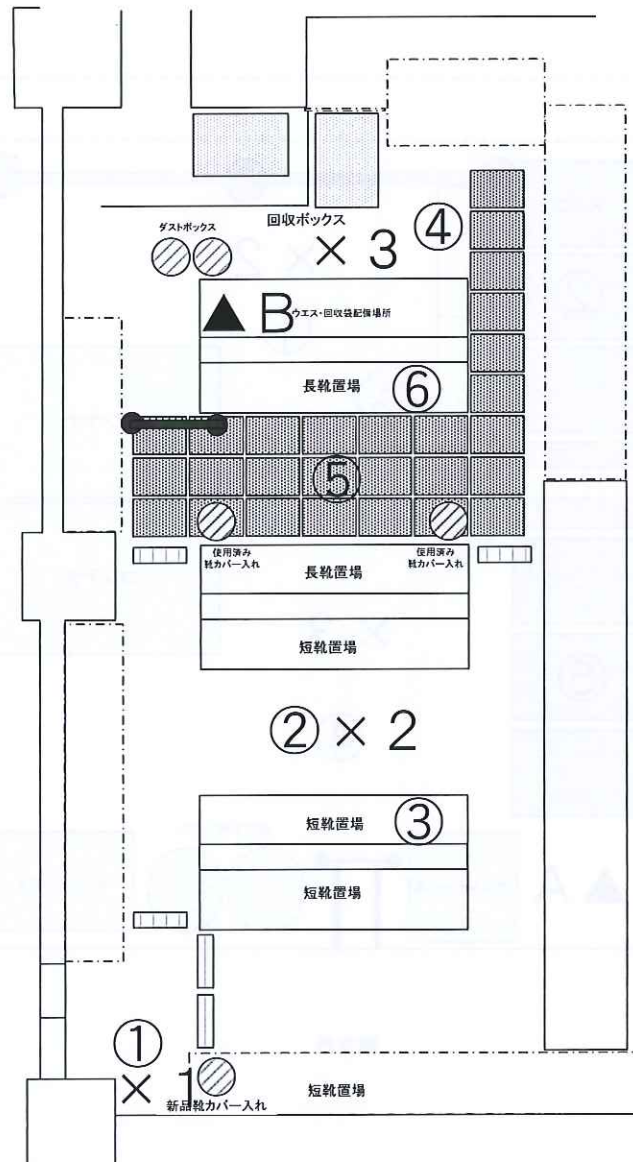 回収ボックス
ダストボックス
× 3
④
▲ B ウエス・回収袋配備場所
長靴置場
⑥
⑤
使用済み
靴カバー入れ
使用済み
靴カバー入れ
長靴置場
短靴置場
② × 2
短靴置場
③
短靴置場
①
× 1
新品靴カバー入れ
短靴置場